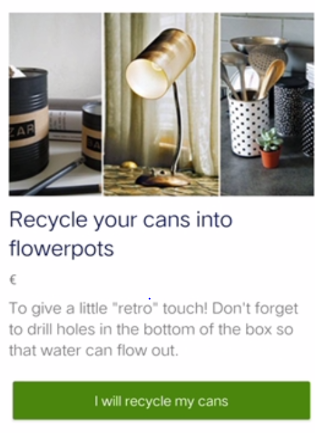 ZAR
Recycle your cans into
flowerpots
€
To give a little "retro" touch! Don't forget
to drill holes in the bottom of the box so
that water can flow out.
I will recycle my cans